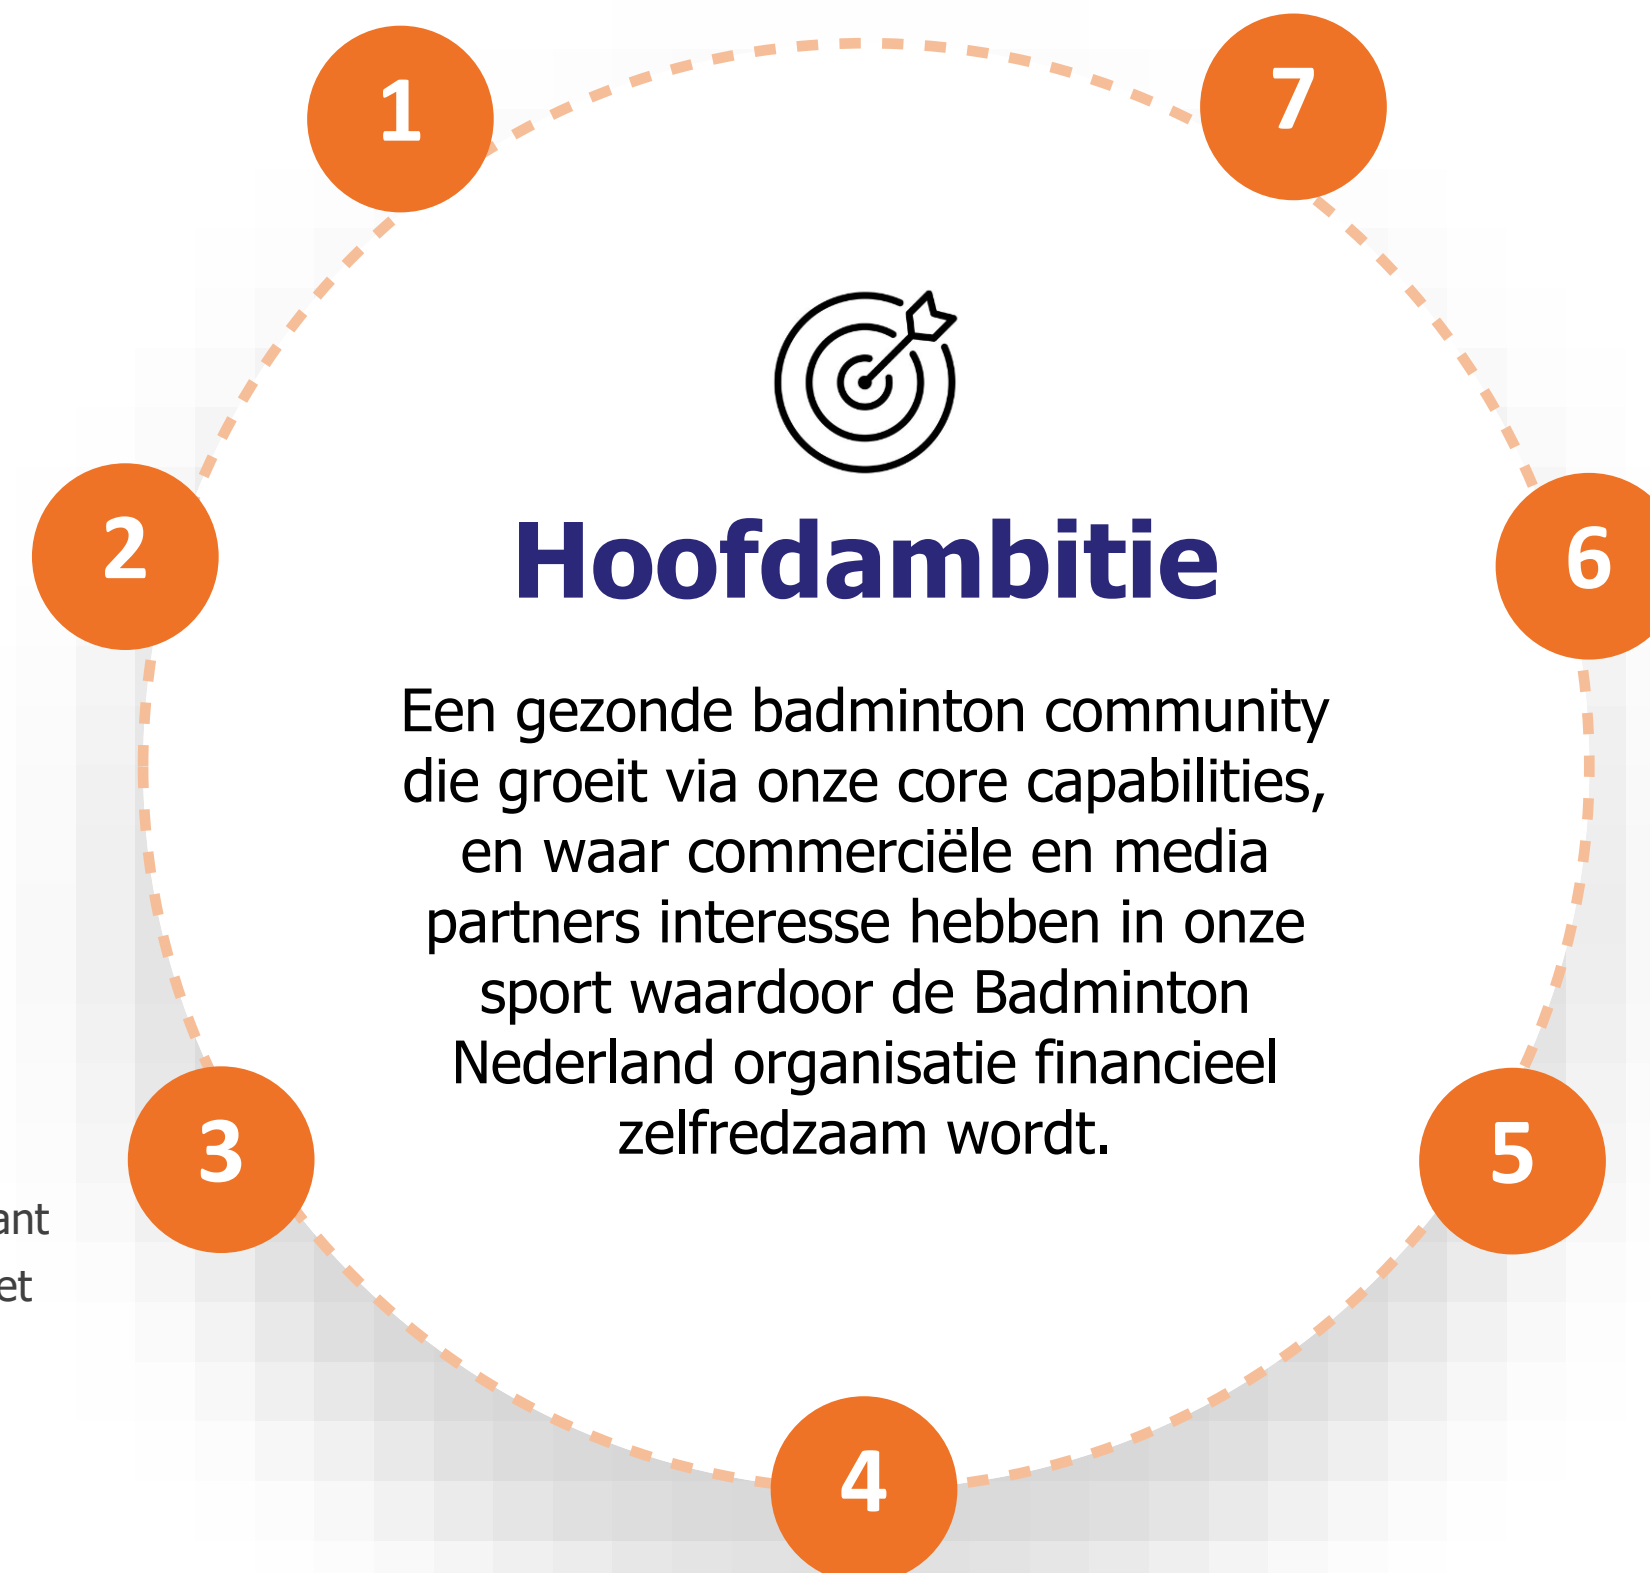 1
7
2
6
Hoofdambitie
Een gezonde badminton community
die groeit via onze core capabilities,
en waar commerciële en media
partners interesse hebben in onze
sport waardoor de Badminton
Nederland organisatie financieel
zelfredzaam wordt.
3
5
ant
et
4